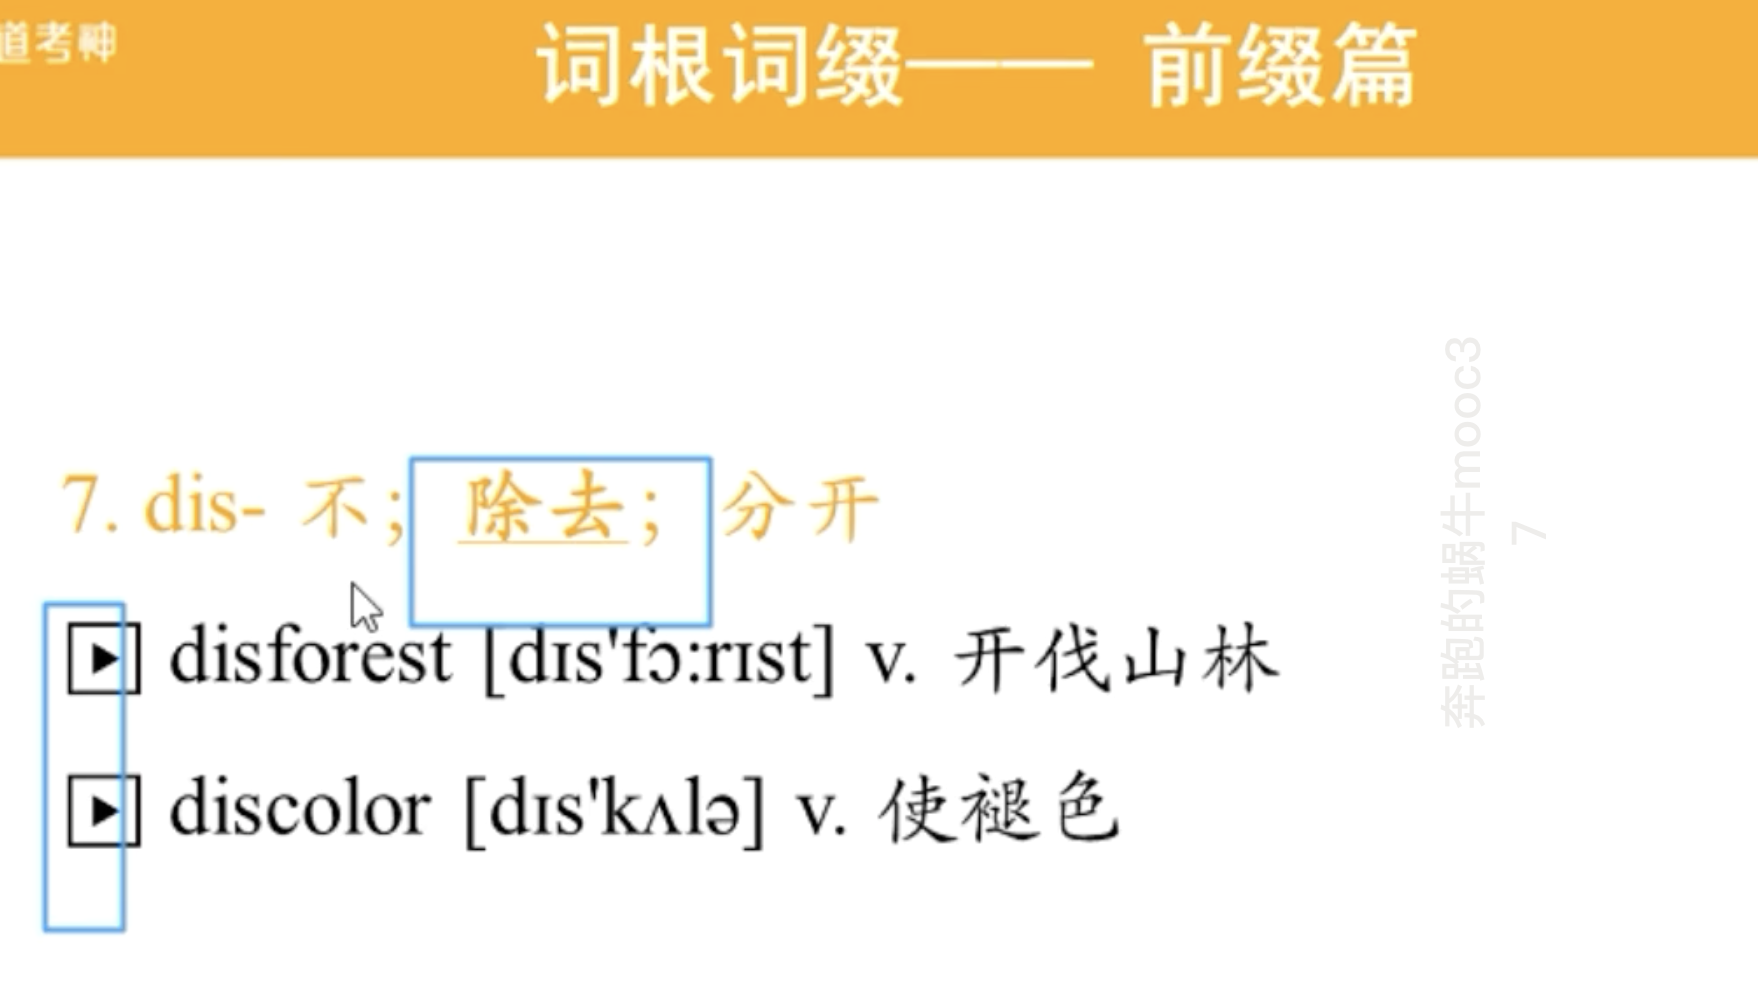 道考神
词根词缀—— 前缀篇
7. dis- 不； 除去； 分开
disforest [dɪs'fɔ:rɪst] v. 开伐山林
discolor [dɪs'kʌlə] v. 使褪色
奔跑的蜗牛mooc3
7